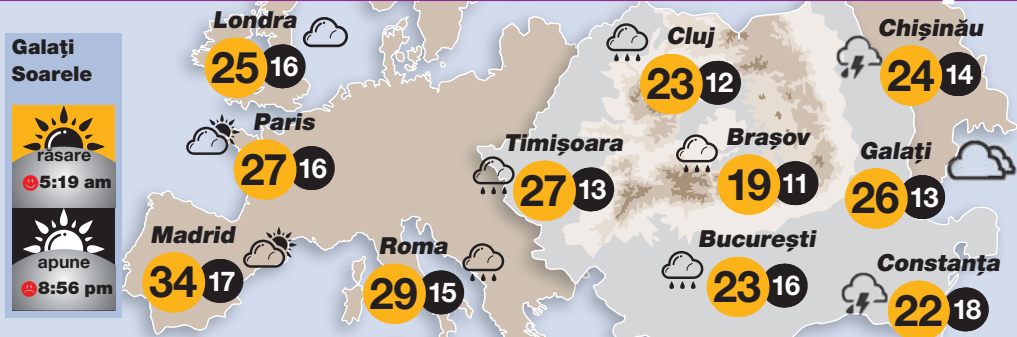 Galați
Soarele
răsare
5:19 am
apune
8:56 pm
Londra
25 16
Paris
27 16
Madrid
34 17
Roma
29 15
Timișoara
27 13
Cluj
23 12
Brașov
19 11
București
23 16
Chișinău
24 14
Galați
26 13
Constanța
22 18